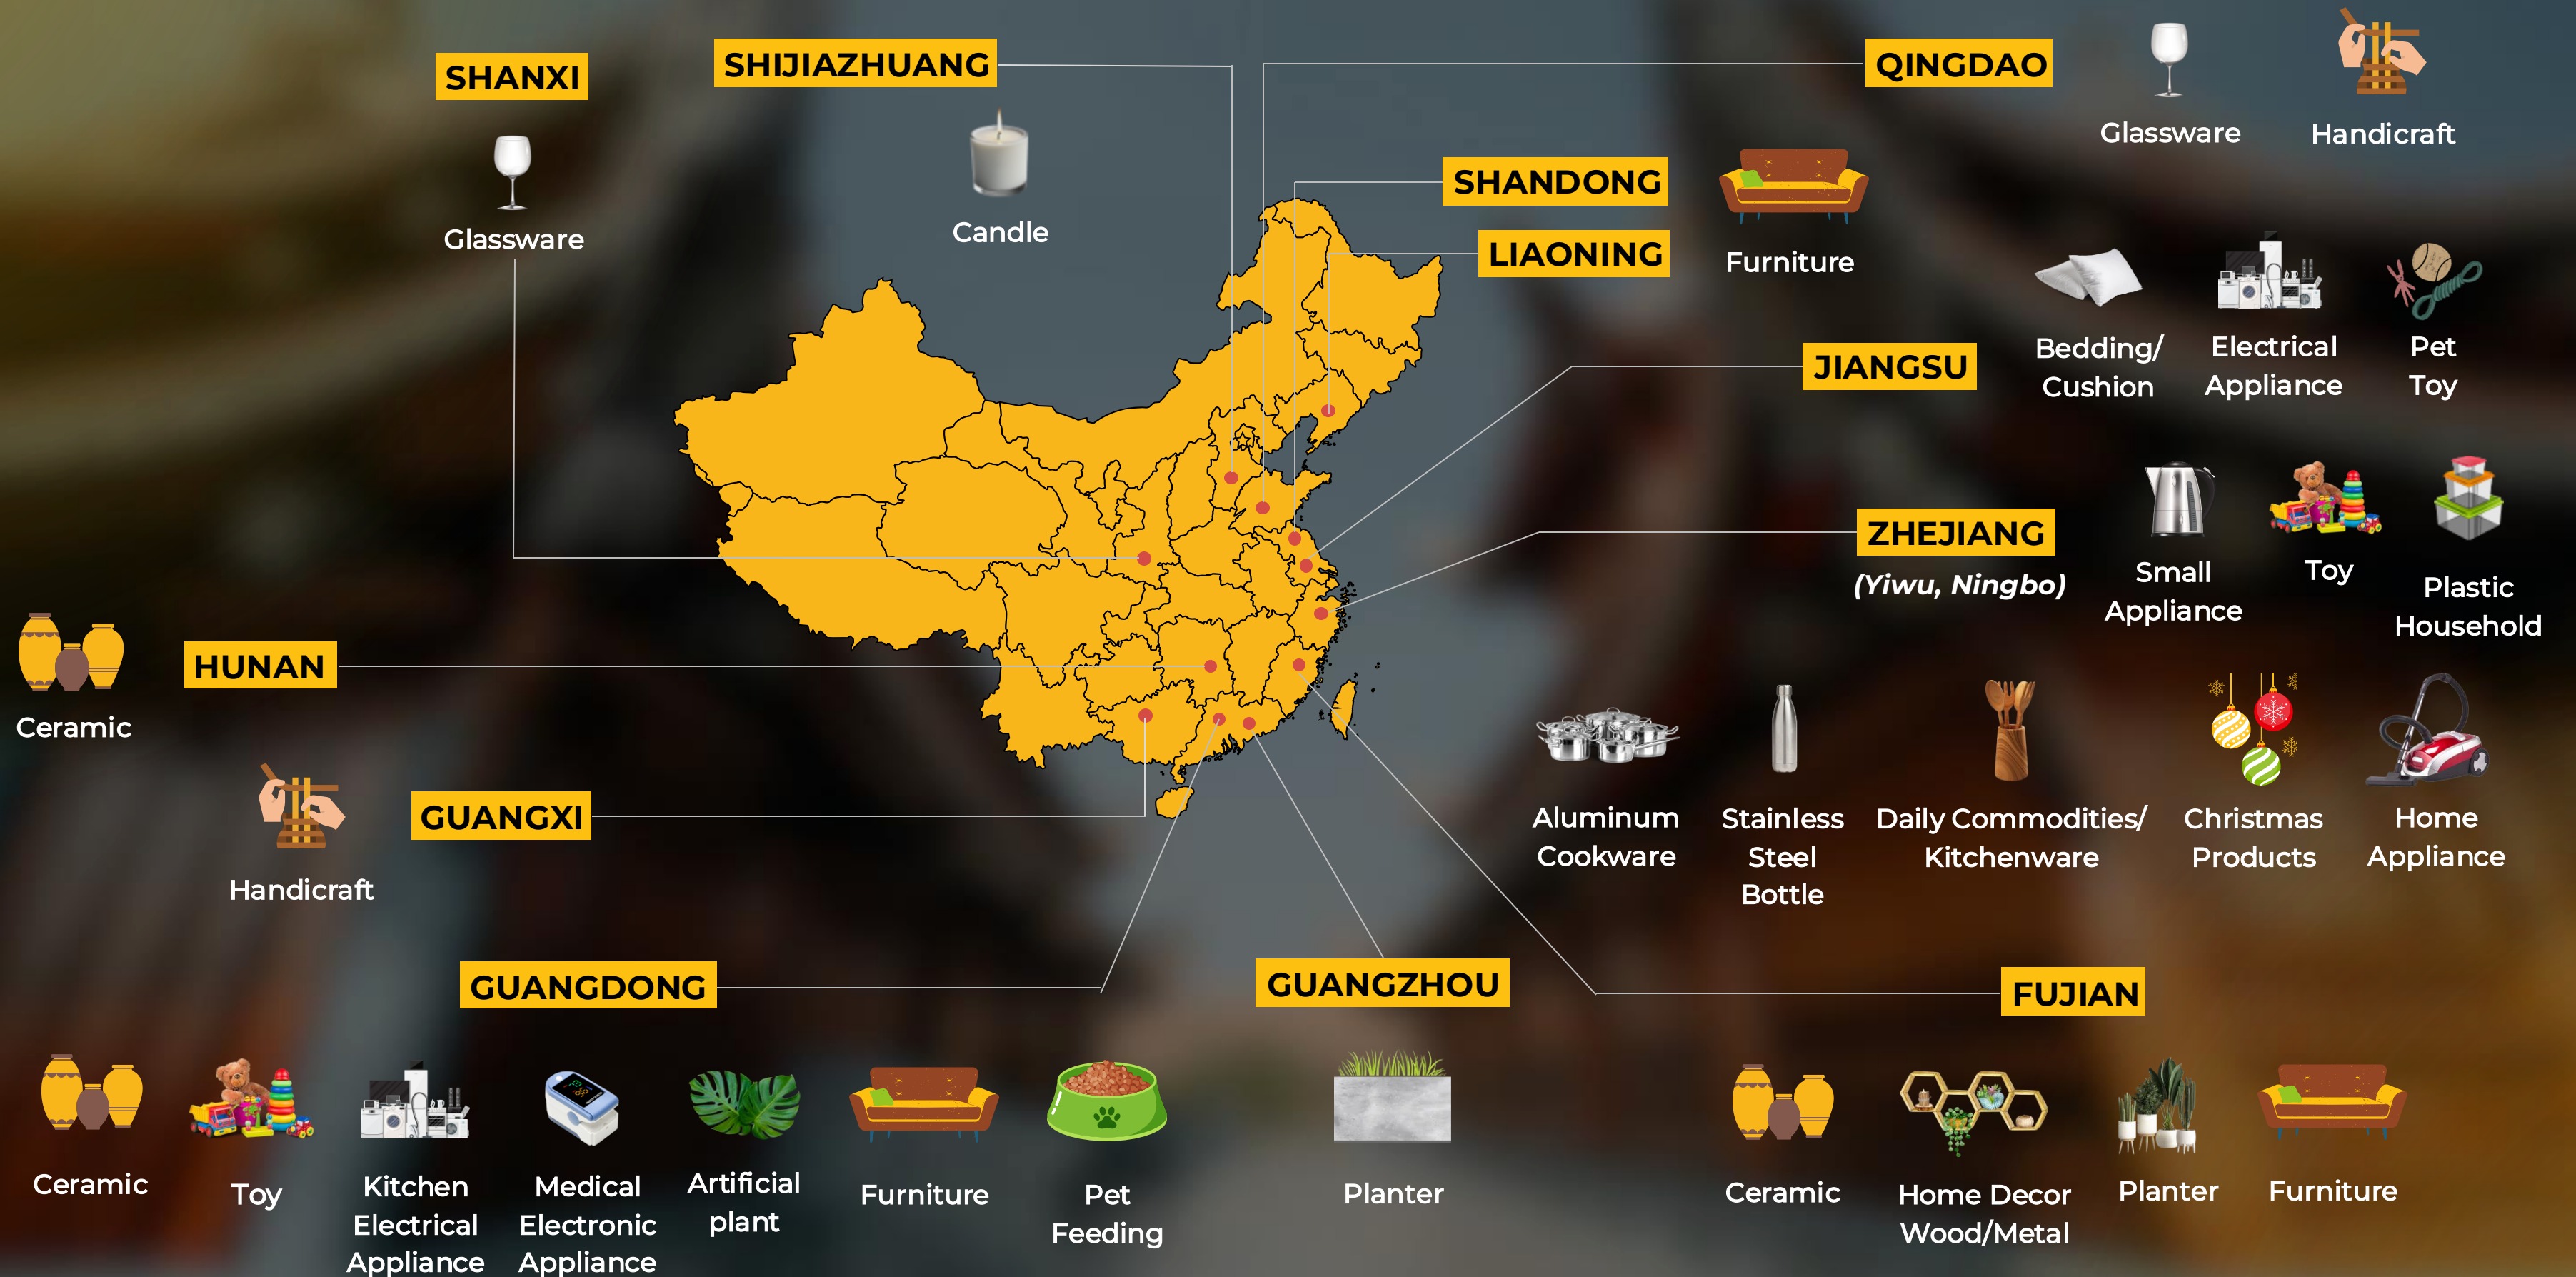 SHANXI
Glassware
SHIJIAZHUANG
Candle
QINGDAO
Glassware
Handicraft
SHANDONG
LIAONING
Furniture
JIANGSU
Bedding/
Cushion
Electrical
Appliance
Pet
Toy
ZHEJIANG
(Yiwu, Ningbo)
Small
Appliance
Toy
Plastic
Household
Aluminum
Cookware
Stainless
Steel
Bottle
Daily Commodities/
Kitchenware
Christmas
Products
Home
Appliance
HUNAN
Ceramic
GUANGXI
Handicraft
GUANGDONG
Ceramic
Toy
Kitchen
Electrical
Appliance
Medical
Electronic
Appliance
Artificial
plant
Furniture
Pet
Feeding
GUANGZHOU
Planter
FUJIAN
Ceramic
Home Decor
Wood/Metal
Planter
Furniture